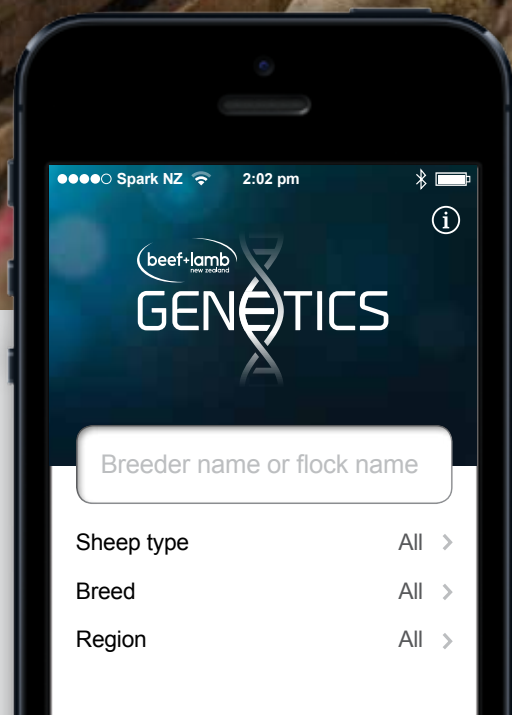 Spark NZ 2:02 pm
i
beef+lamb
new zealand
GENETICS
Breeder name or flock name
Sheep type All >
Breed All >
Region All >